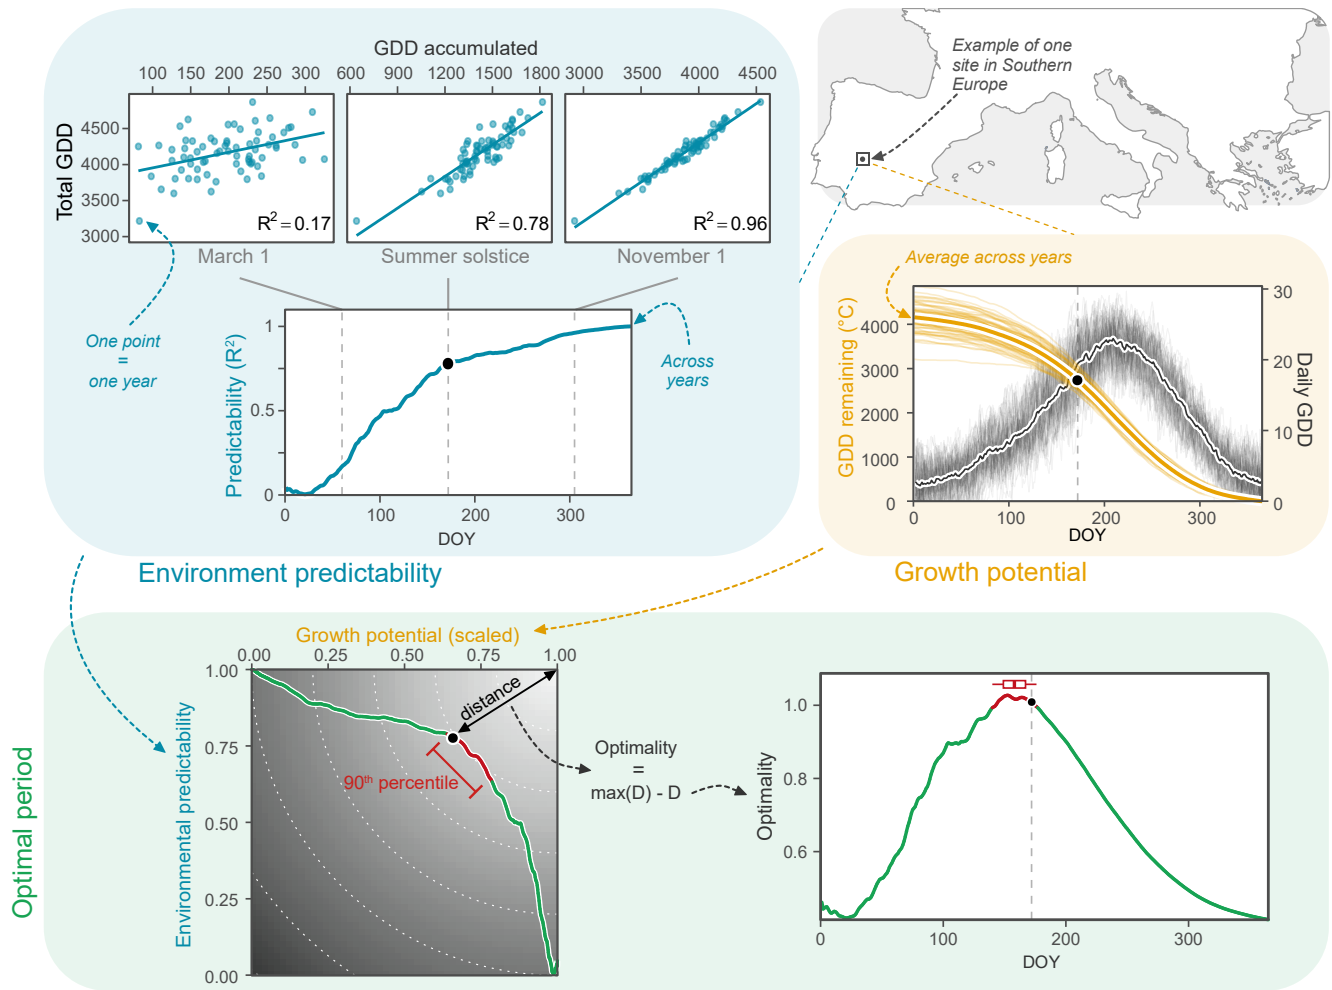 GDD accumulated
100 150 200 250 300 600 900 1200 1500 1800 3000 3500 4000 4500
Total GDD
4500
4000
3500
3000
R² = 0.17
R² = 0.78
R² = 0.96
March 1
Summer solstice
November 1
One point
=
one year
Across
years
Predictability (R²)
1
0.5
0
0 100 200 300
DOY
Environment predictability
Example of one
site in Southern
Europe
Average across years
GDD remaining (°C)
4000
3000
2000
1000
0
30
20
10
0
Daily GDD
0 100 200 300
DOY
Growth potential
Optimal period
Growth potential (scaled)
0.00 0.25 0.50 0.75 1.00
Environmental predictability
1.00
0.75
0.50
0.25
0.00
distance
90th percentile
Optimality
=
max(D) - D
Optimality
1.0
0.8
0.6
0 100 200 300
DOY